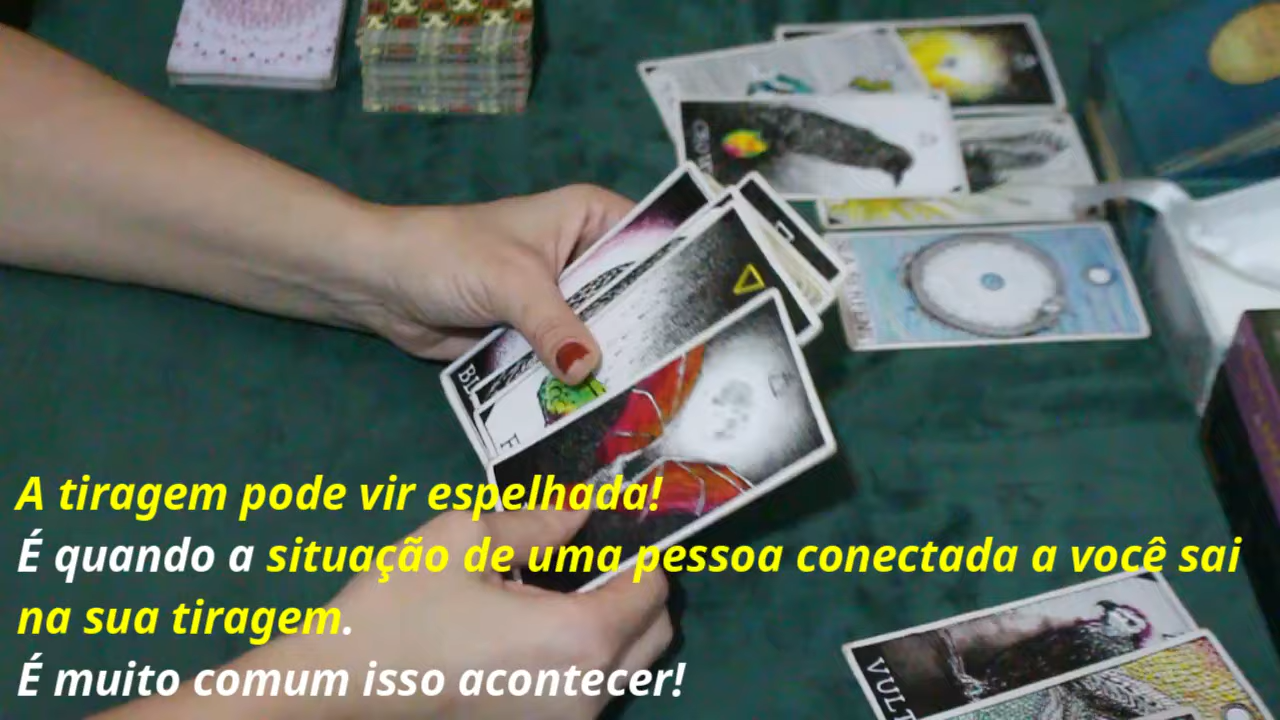 A tiragem pode vir espelhada!
É quando a situação de uma pessoa conectada a você sai
na sua tiragem.
É muito comum isso acontecer!
VULT